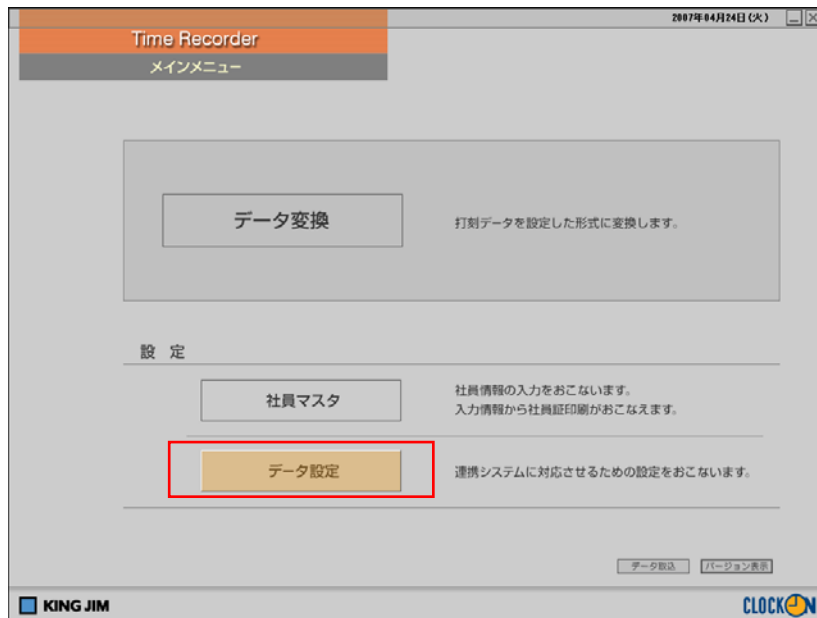 2007年04月24日(火)
Time Recorder
メインメニュー
データ変換
打刻データを設定した形式に変換します。
設 定
社員マスタ
社員情報の入力をおこないます。
入力情報から社員証印刷がおこなえます。
データ設定
連携システムに対応させるための設定をおこないます。
データ取込 バージョン表示
KING JIM
CLOCKON